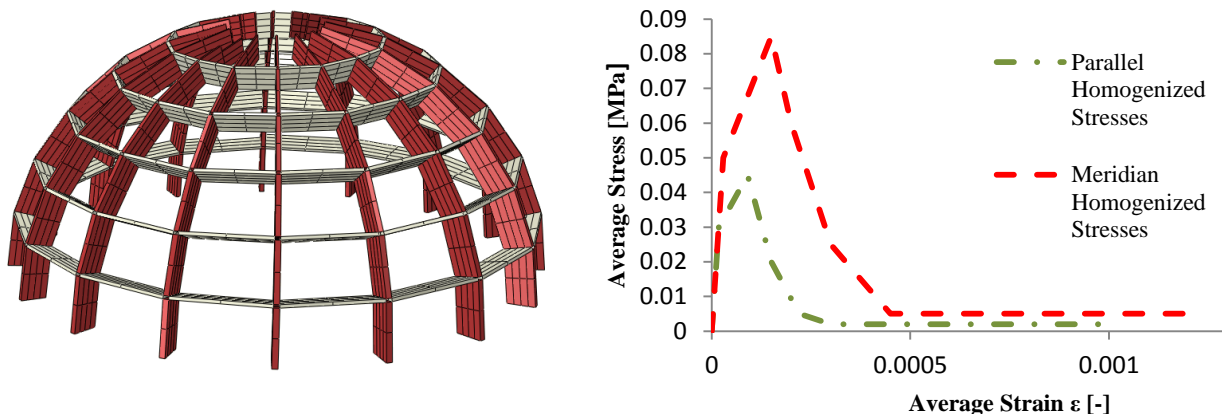 Average Stress [MPa]
0.09
0.08
0.07
0.06
0.05
0.04
0.03
0.02
0.01
0
0
0.0005
0.001
Average Strain ε [-]
Parallel
Homogenized
Stresses
Meridian
Homogenized
Stresses